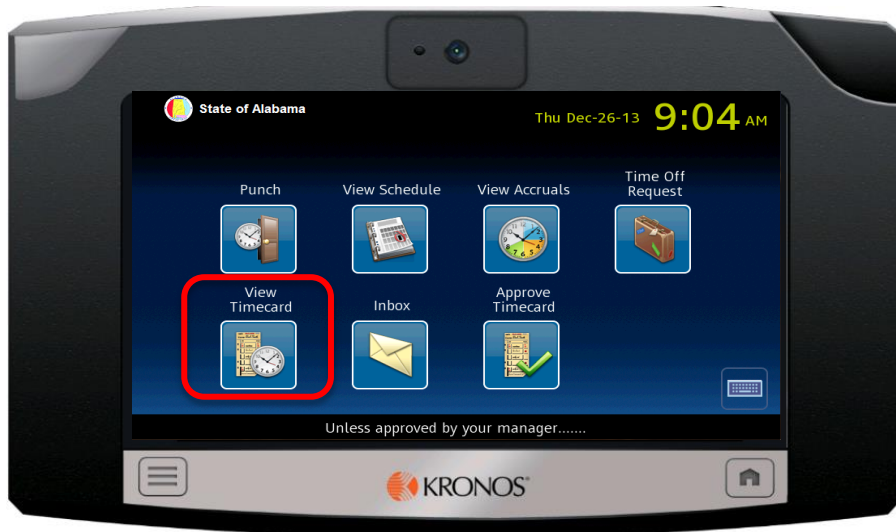 State of Alabama
Thu Dec-26-13 9:04 AM
Punch
View Schedule
View Accruals
Time Off
Request
View
Timecard
Inbox
Approve
Timecard
Unless approved by your manager.......
KRONOS